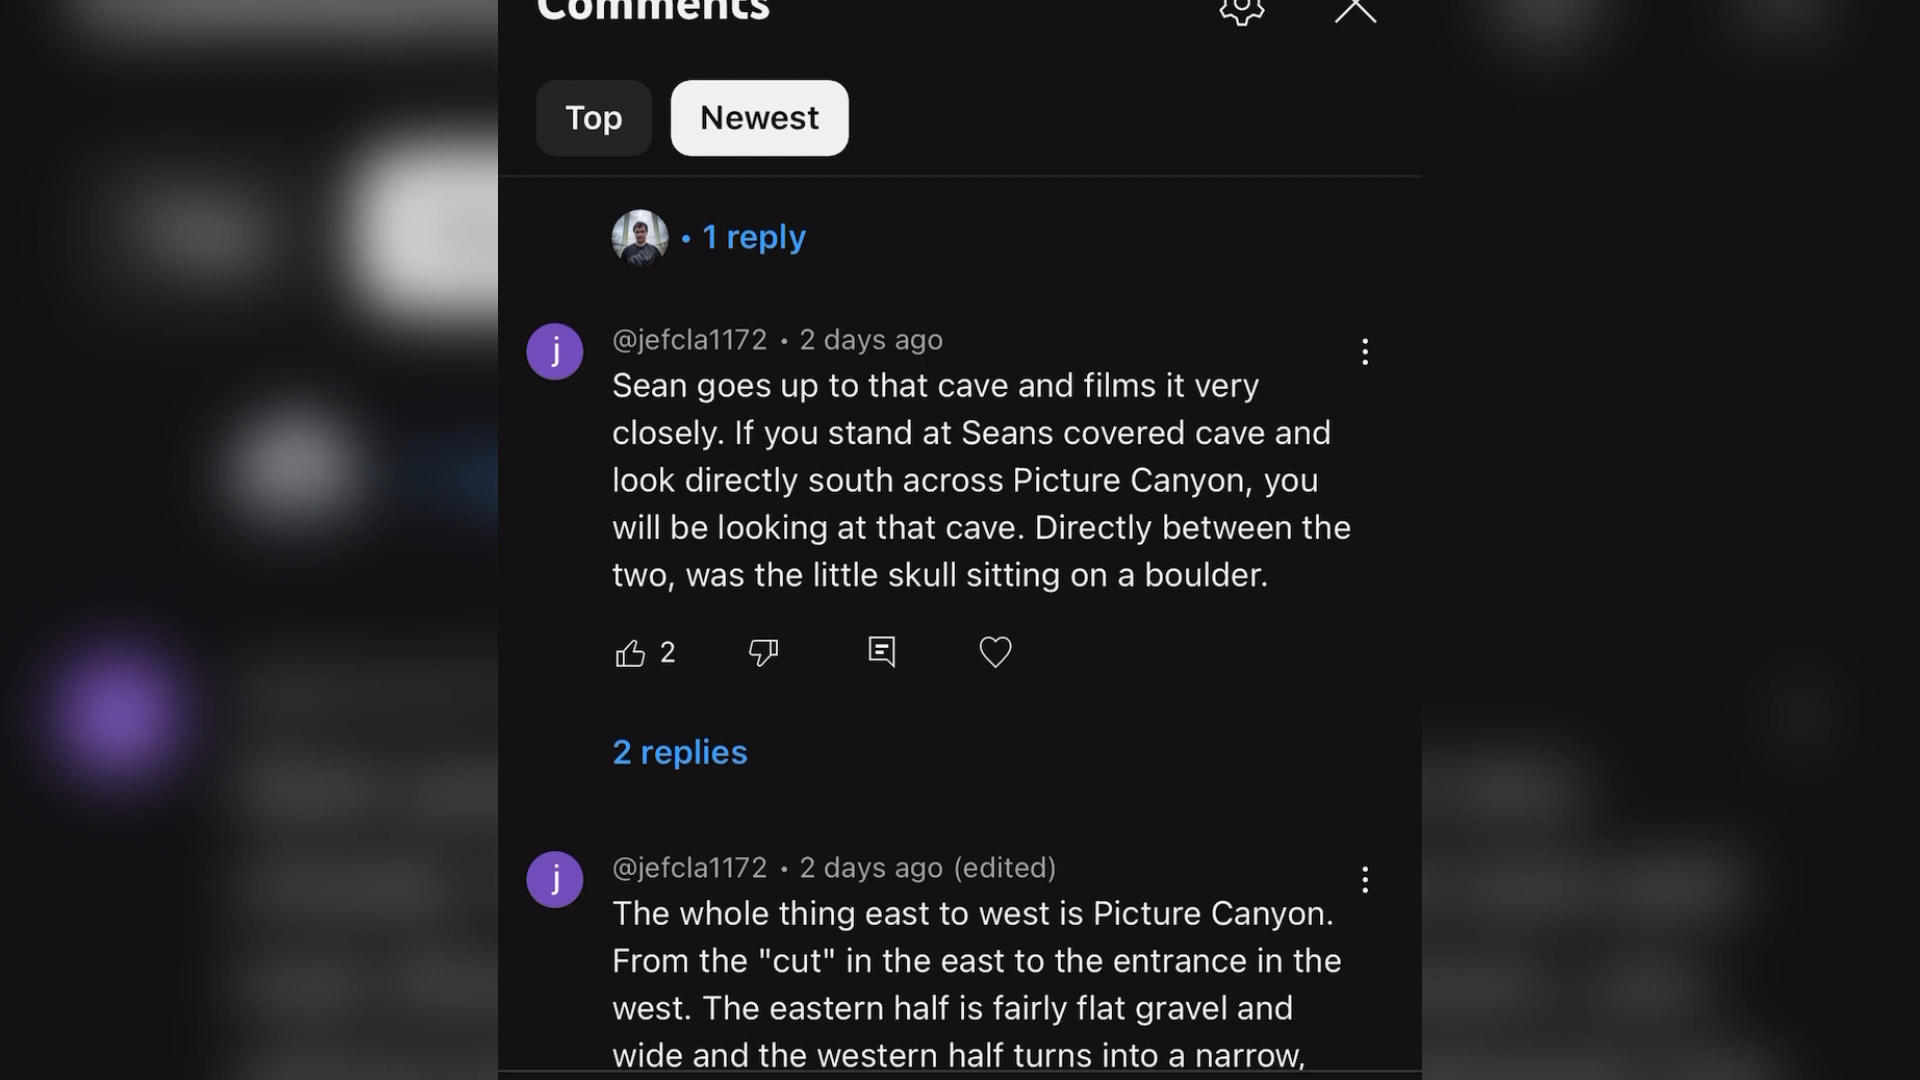 Comments
Top
Newest
• 1 reply
j
@jefcla1172 • 2 days ago
Sean goes up to that cave and films it very
closely. If you stand at Seans covered cave and
look directly south across Picture Canyon, you
will be looking at that cave. Directly between the
two, was the little skull sitting on a boulder.
2
2 replies
j
@jefcla1172 • 2 days ago (edited)
The whole thing east to west is Picture Canyon.
From the "cut" in the east to the entrance in the
west. The eastern half is fairly flat gravel and
wide and the western half turns into a narrow,